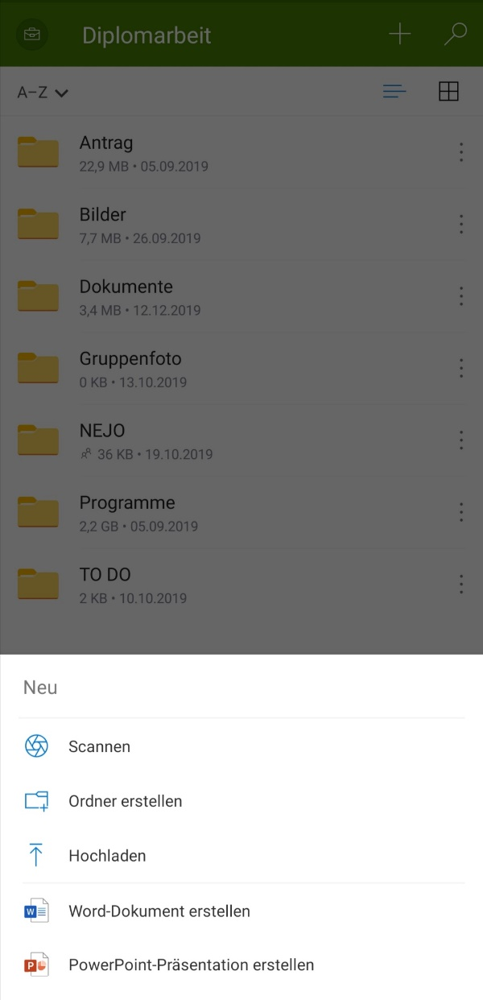 Diplomarbeit
A–Z
Antrag
22,9 MB • 05.09.2019
Bilder
7,7 MB • 26.09.2019
Dokumente
3,4 MB • 12.12.2019
Gruppenfoto
0 KB • 13.10.2019
NEJO
36 KB • 19.10.2019
Programme
2,2 GB • 05.09.2019
TO DO
2 KB • 10.10.2019
Neu
Scannen
Ordner erstellen
Hochladen
W Word-Dokument erstellen
P PowerPoint-Präsentation erstellen